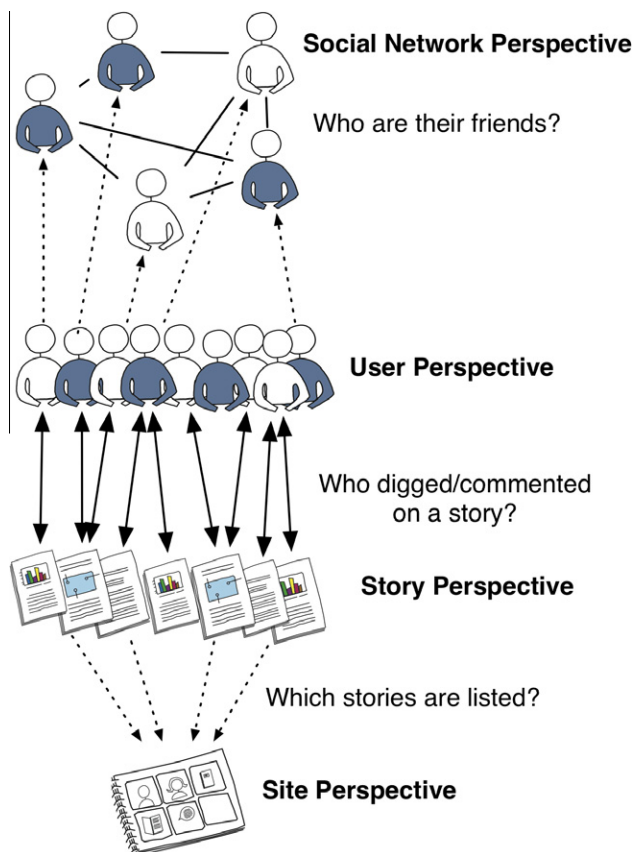 Social Network Perspective
Who are their friends?
User Perspective
Who digged/commented
on a story?
Story Perspective
Which stories are listed?
Site Perspective